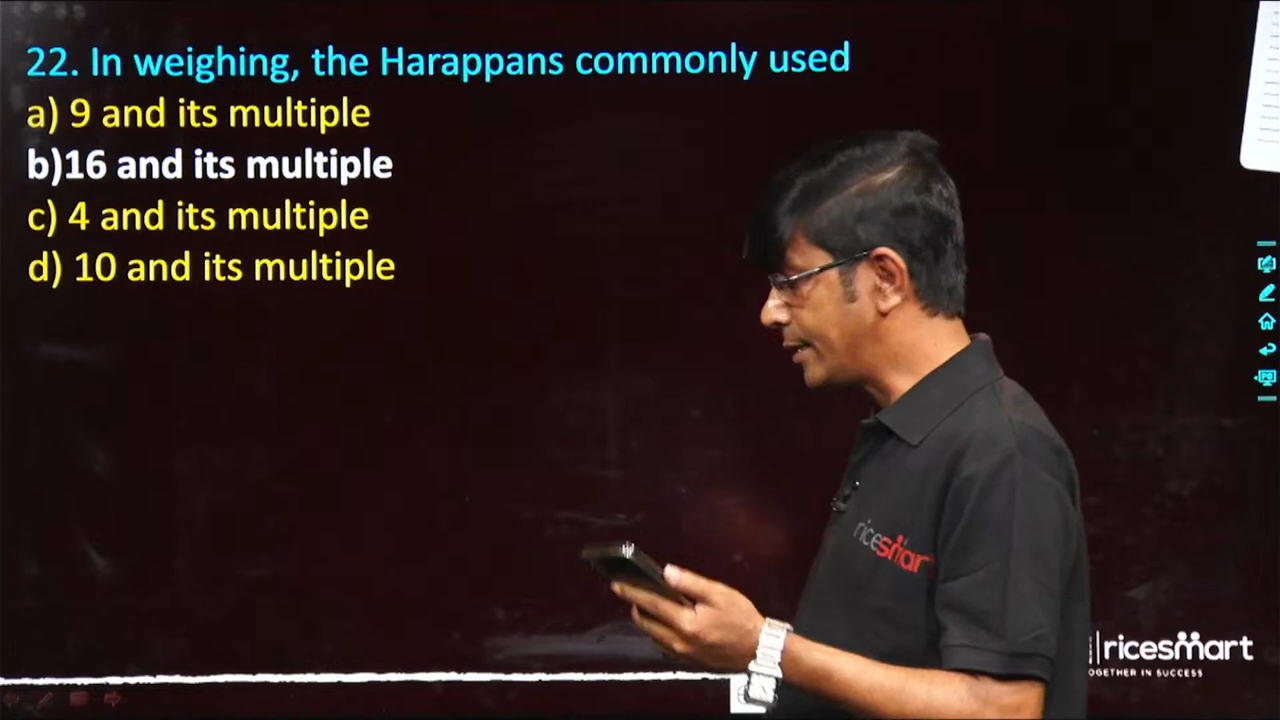 22. In weighing, the Harappans commonly used
a) 9 and its multiple
b)16 and its multiple
c) 4 and its multiple
d) 10 and its multiple
ricesmart
ricesmart
OGETHER IN SUCCESS